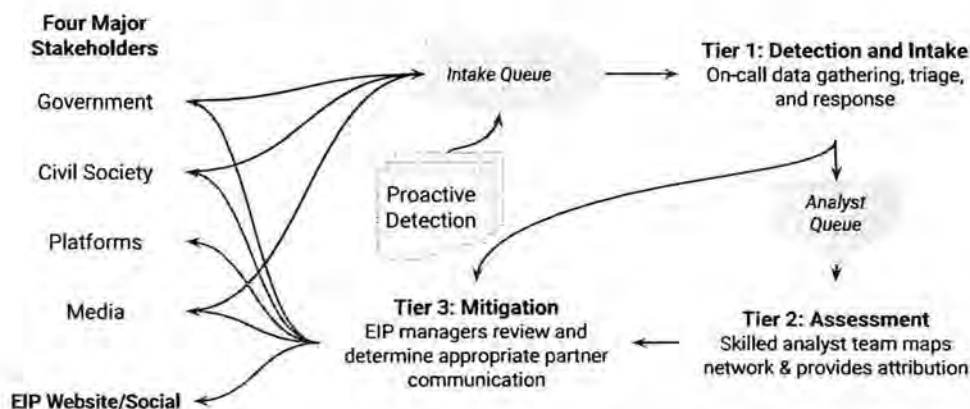 Four Major
Stakeholders
Government
Civil Society
Platforms
Media
EIP Website/Social
Intake Queue
Proactive
Detection
Tier 1: Detection and Intake
On-call data gathering, triage,
and response
Analyst
Queue
Tier 2: Assessment
Skilled analyst team maps
network & provides attribution
Tier 3: Mitigation
EIP managers review and
determine appropriate partner
communication